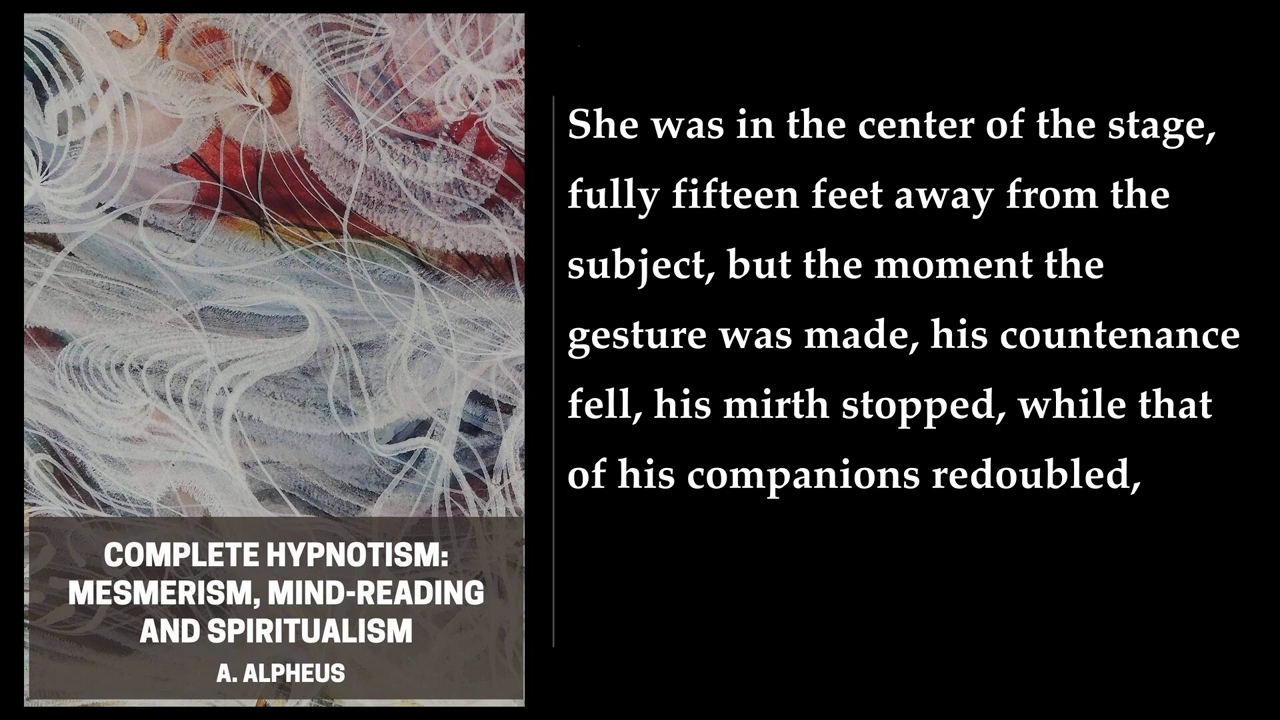 She was in the center of the stage,
fully fifteen feet away from the
subject, but the moment the
gesture was made, his countenance
fell, his mirth stopped, while that
of his companions redoubled,
COMPLETE HYPNOTISM:
MESMERISM, MIND-READING
AND SPIRITUALISM
A. ALPHEUS